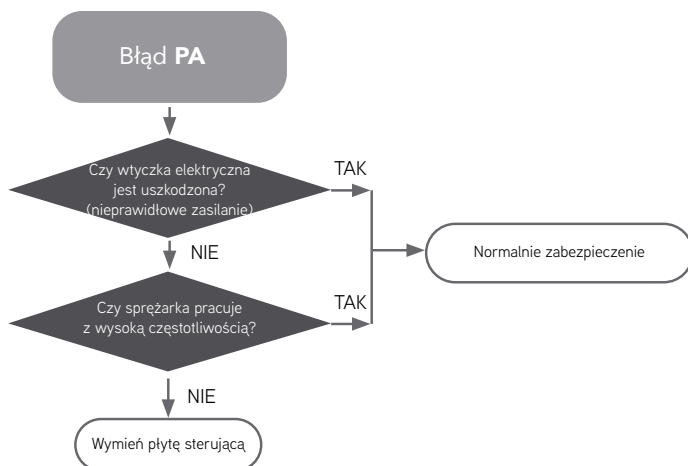 Błąd PA
Czy wtyczka elektryczna
jest uszkodzona?
(nieprawidłowe zasilanie)
TAK
Normalnie zabezpieczenie
NIE
Czy sprężarka pracuje
z wysoką częstotliwością?
TAK
NIE
Wymień płytę sterującą